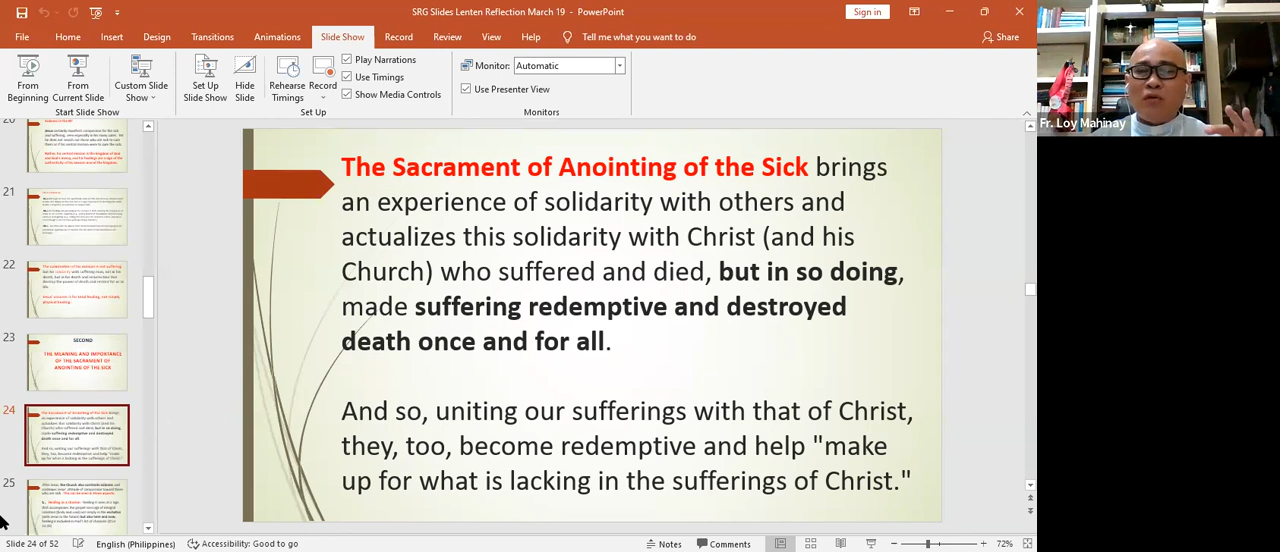 SRG Slides Lenten Reflection March 19 - PowerPoint
Sign in
File Home Insert Design Transitions Animations Slide Show Record Review View Help Tell me what you want to do Share
From Beginning
From Current Slide
Custom Slide Show
Start Slide Show
Set Up Slide Show
Hide Slide
Rehearse Timings
Record
Play Narrations
Use Timings
Show Media Controls
Set Up
Monitor: Automatic
Use Presenter View
Monitors
Fr. Loy Mahinay
20
21
22
23
SECOND
THE MEANING AND IMPORTANCE
OF THE SACRAMENT OF
ANOINTING OF THE SICK
24
25
The Sacrament of Anointing of the Sick brings
an experience of solidarity with others and
actualizes this solidarity with Christ (and his
Church) who suffered and died, but in so doing,
made suffering redemptive and destroyed
death once and for all.
And so, uniting our sufferings with that of Christ,
they, too, become redemptive and help "make
up for what is lacking in the sufferings of Christ."
Slide 24 of 52 English (Philippines) Accessibility: Good to go Notes Comments 72%